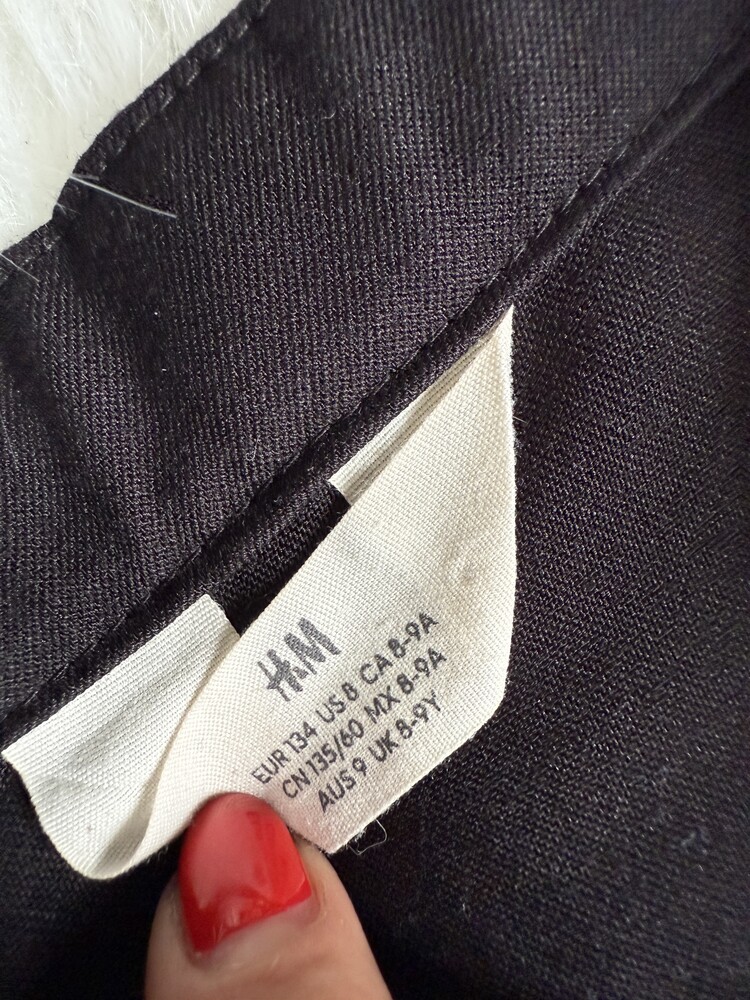 H&M
EUR 134 US 8 CA 8-9A
CN 135/60 MX 8-9A
AUS 9 UK 8-9Y